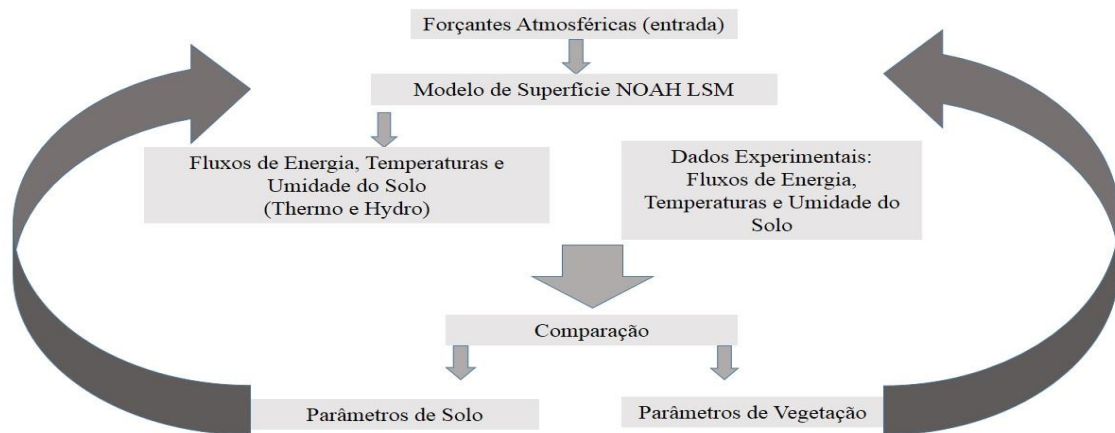 Forçantes Atmosféricas (entrada)
Modelo de Superfície NOAH LSM
Fluxos de Energia, Temperaturas e
Umidade do Solo
(Thermo e Hydro)
Dados Experimentais:
Fluxos de Energia,
Temperaturas e Umidade do
Solo
Comparação
Parâmetros de Solo
Parâmetros de Vegetação